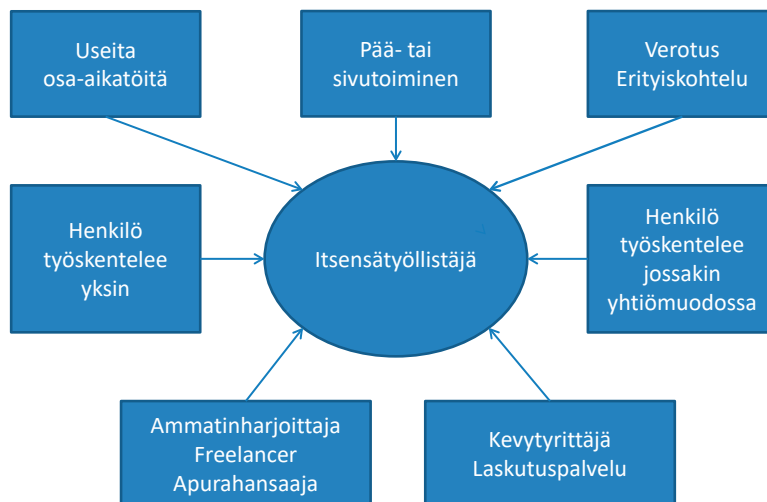 Useita
osa-aikatöitä
Pää- tai
sivutoiminen
Verotus
Erityiskohtelu
Henkilö
työskentelee
yksin
Itsensätyöllistäjä
Henkilö
työskentelee
jossakin
yhtiömuodossa
Ammatinharjoittaja
Freelancer
Apurahansaaja
Kevytyrittäjä
Laskutuspalvelu